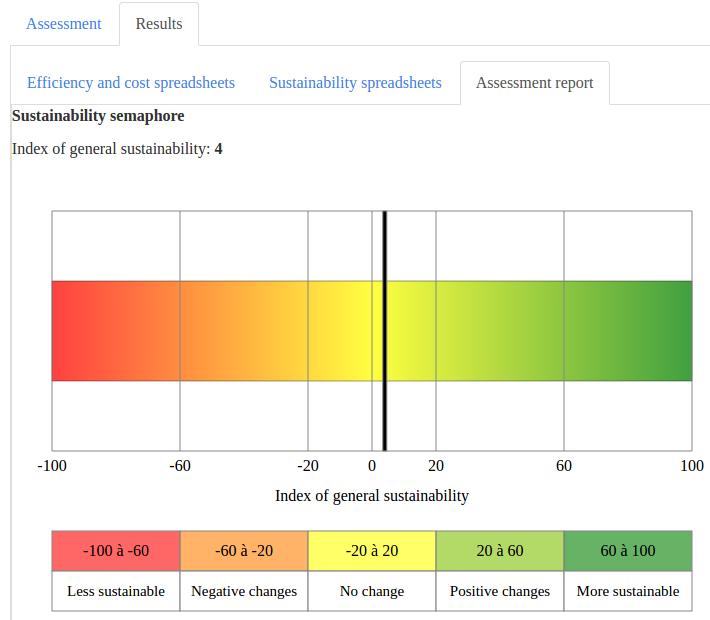 Assessment Results
Efficiency and cost spreadsheets Sustainability spreadsheets Assessment report
Sustainability semaphore
Index of general sustainability: 4
-100 -60 -20 0 20 60 100
Index of general sustainability
-100 à -60 -60 à -20 -20 à 20 20 à 60 60 à 100
Less sustainable Negative changes No change Positive changes More sustainable